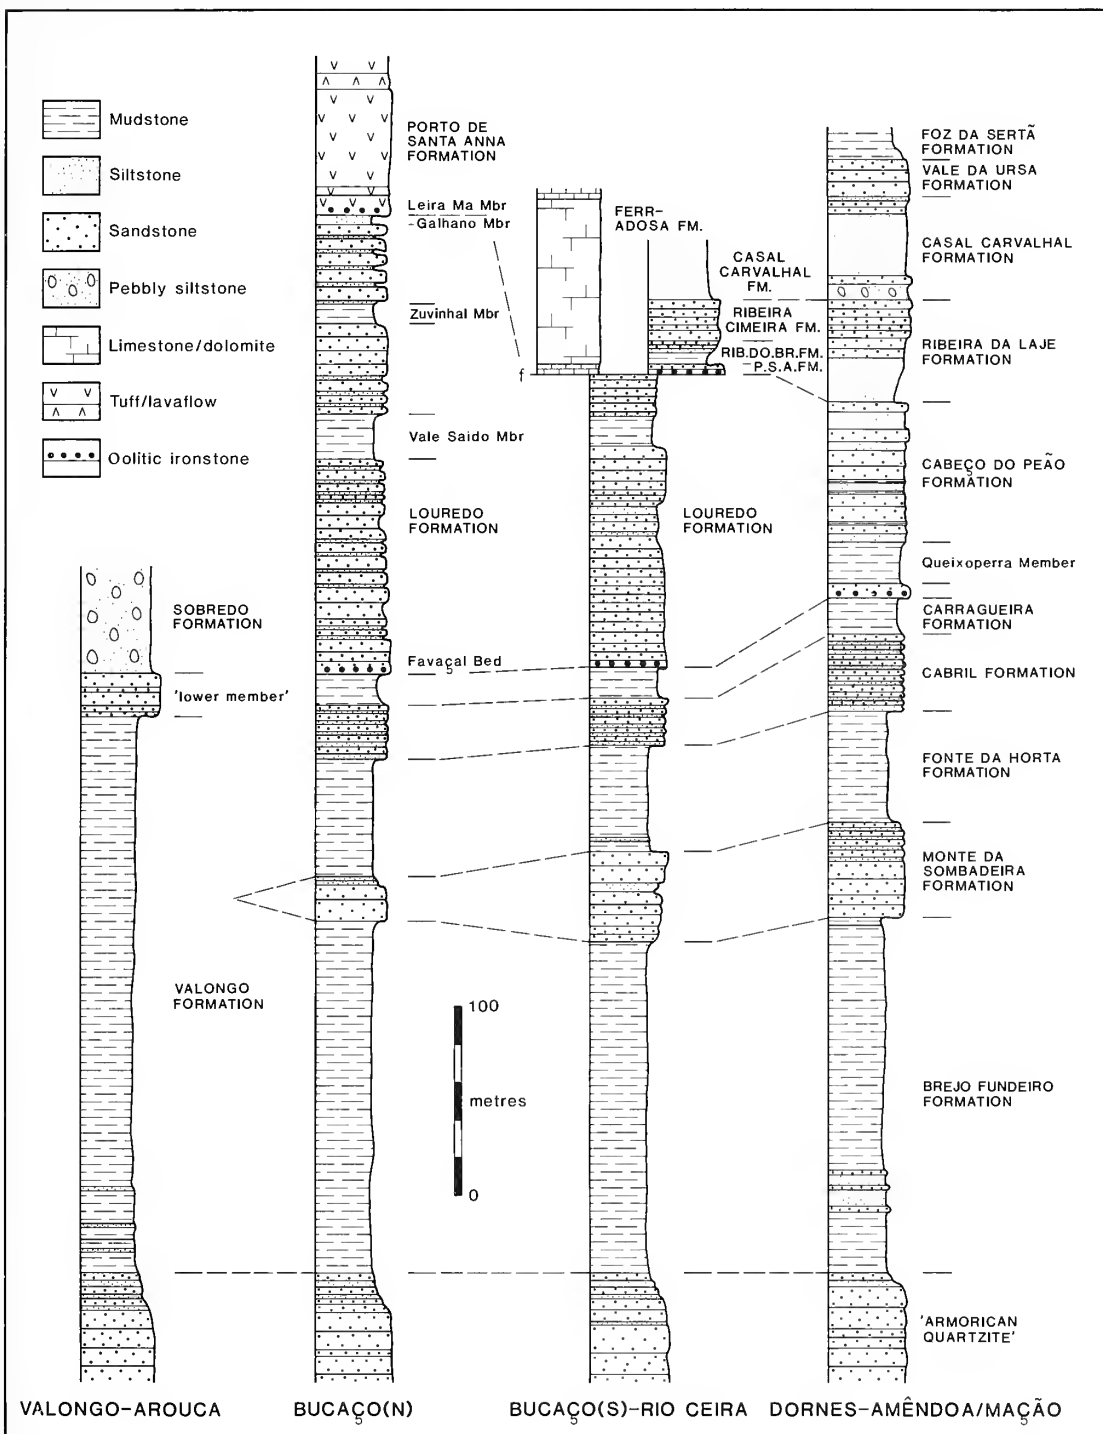 Mudstone
Siltstone
Sandstone
Pebbly siltstone
Limestone/dolomite
Tuff/lavaflow
Oolitic ironstone
SOBREDO
FORMATION
'lower member'
VALONGO
FORMATION
PORTO DE
SANTA ANNA
FORMATION
Leira Ma Mbr
-Galhano Mbr
Zuvinhal Mbr
Vale Saido Mbr
LOUREDO
FORMATION
Favaçal Bed
100
metres
0
f
FERR-
ADOSA FM.
CASAL
CARVALHAL
FM.
RIBEIRA
CIMEIRA FM.
RIB.DO.BR.FM.
P.S.A.FM.
LOUREDO
FORMATION
FOZ DA SERTÃ
FORMATION
VALE DA URSA
FORMATION
CASAL CARVALHAL
FORMATION
RIBEIRA DA LAJE
FORMATION
CABEÇO DO PEÃO
FORMATION
Queixoperra Member
CARRAGUEIRA
FORMATION
CABRIL FORMATION
FONTE DA HORTA
FORMATION
MONTE DA
SOMBADEIRA
FORMATION
BREJO FUNDEIRO
FORMATION
'ARMORICAN
QUARTZITE'
VALONGO-AROUCA
BUCAÇO(N)
BUCAÇO(S)-RIO CEIRA
DORNES-AMÊNDOA/MAÇÃO